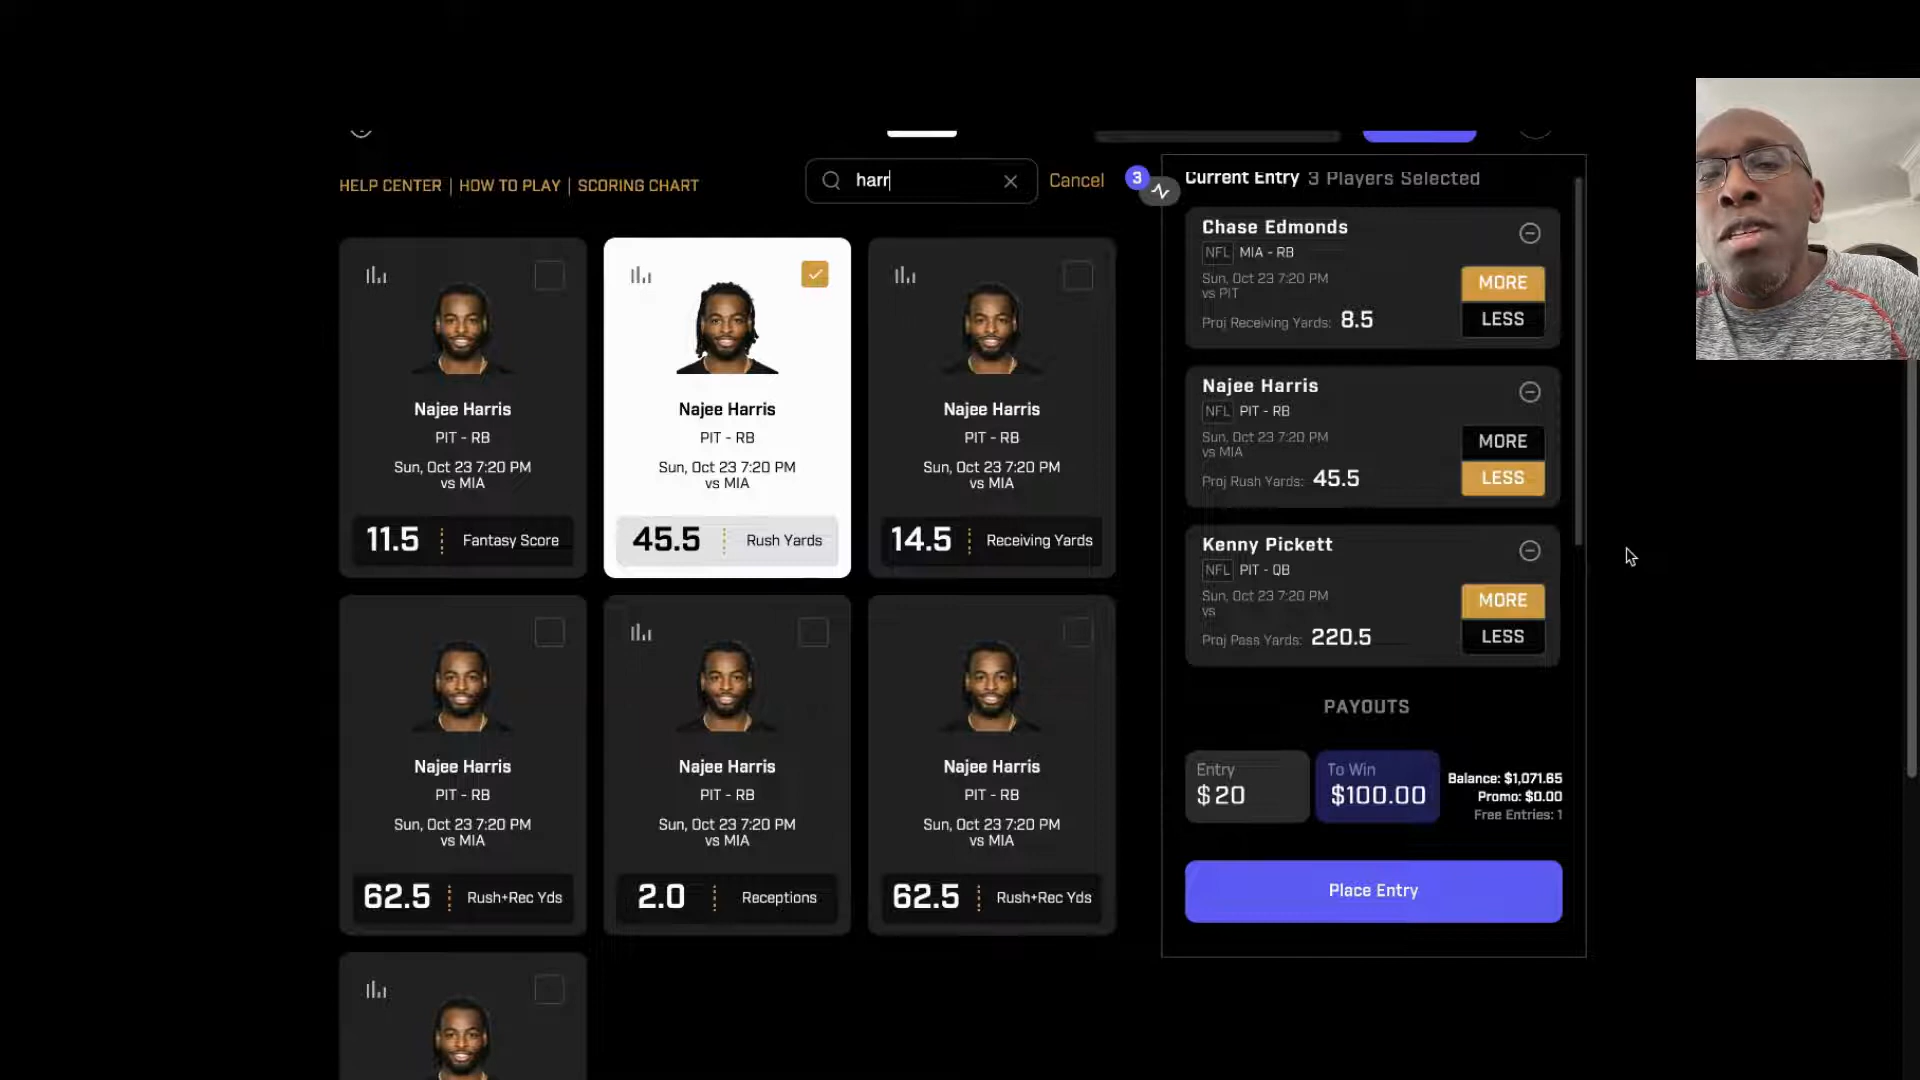 HELP CENTER | HOW TO PLAY | SCORING CHART
harr
Cancel
3
Najee Harris
PIT - RB
Sun, Oct 23 7:20 PM
vs MIA
11.5
Fantasy Score
Najee Harris
PIT - RB
Sun, Oct 23 7:20 PM
vs MIA
45.5
Rush Yards
Najee Harris
PIT - RB
Sun, Oct 23 7:20 PM
vs MIA
14.5
Receiving Yards
Najee Harris
PIT - RB
Sun, Oct 23 7:20 PM
vs MIA
62.5
Rush+Rec Yds
Najee Harris
PIT - RB
Sun, Oct 23 7:20 PM
vs MIA
2.0
Receptions
Najee Harris
PIT - RB
Sun, Oct 23 7:20 PM
vs MIA
62.5
Rush+Rec Yds
Current Entry 3 Players Selected
Chase Edmonds
NFL MIA - RB
Sun, Oct 23 7:20 PM
vs PIT
Proj Receiving Yards: 8.5
MORE
LESS
Najee Harris
NFL PIT - RB
Sun, Oct 23 7:20 PM
vs MIA
Proj Rush Yards: 45.5
MORE
LESS
Kenny Pickett
NFL PIT - QB
Sun, Oct 23 7:20 PM
vs
Proj Pass Yards: 220.5
MORE
LESS
PAYOUTS
Entry
$20
To Win
$100.00
Balance: $1,071.65
Promo: $0.00
Free Entries: 1
Place Entry